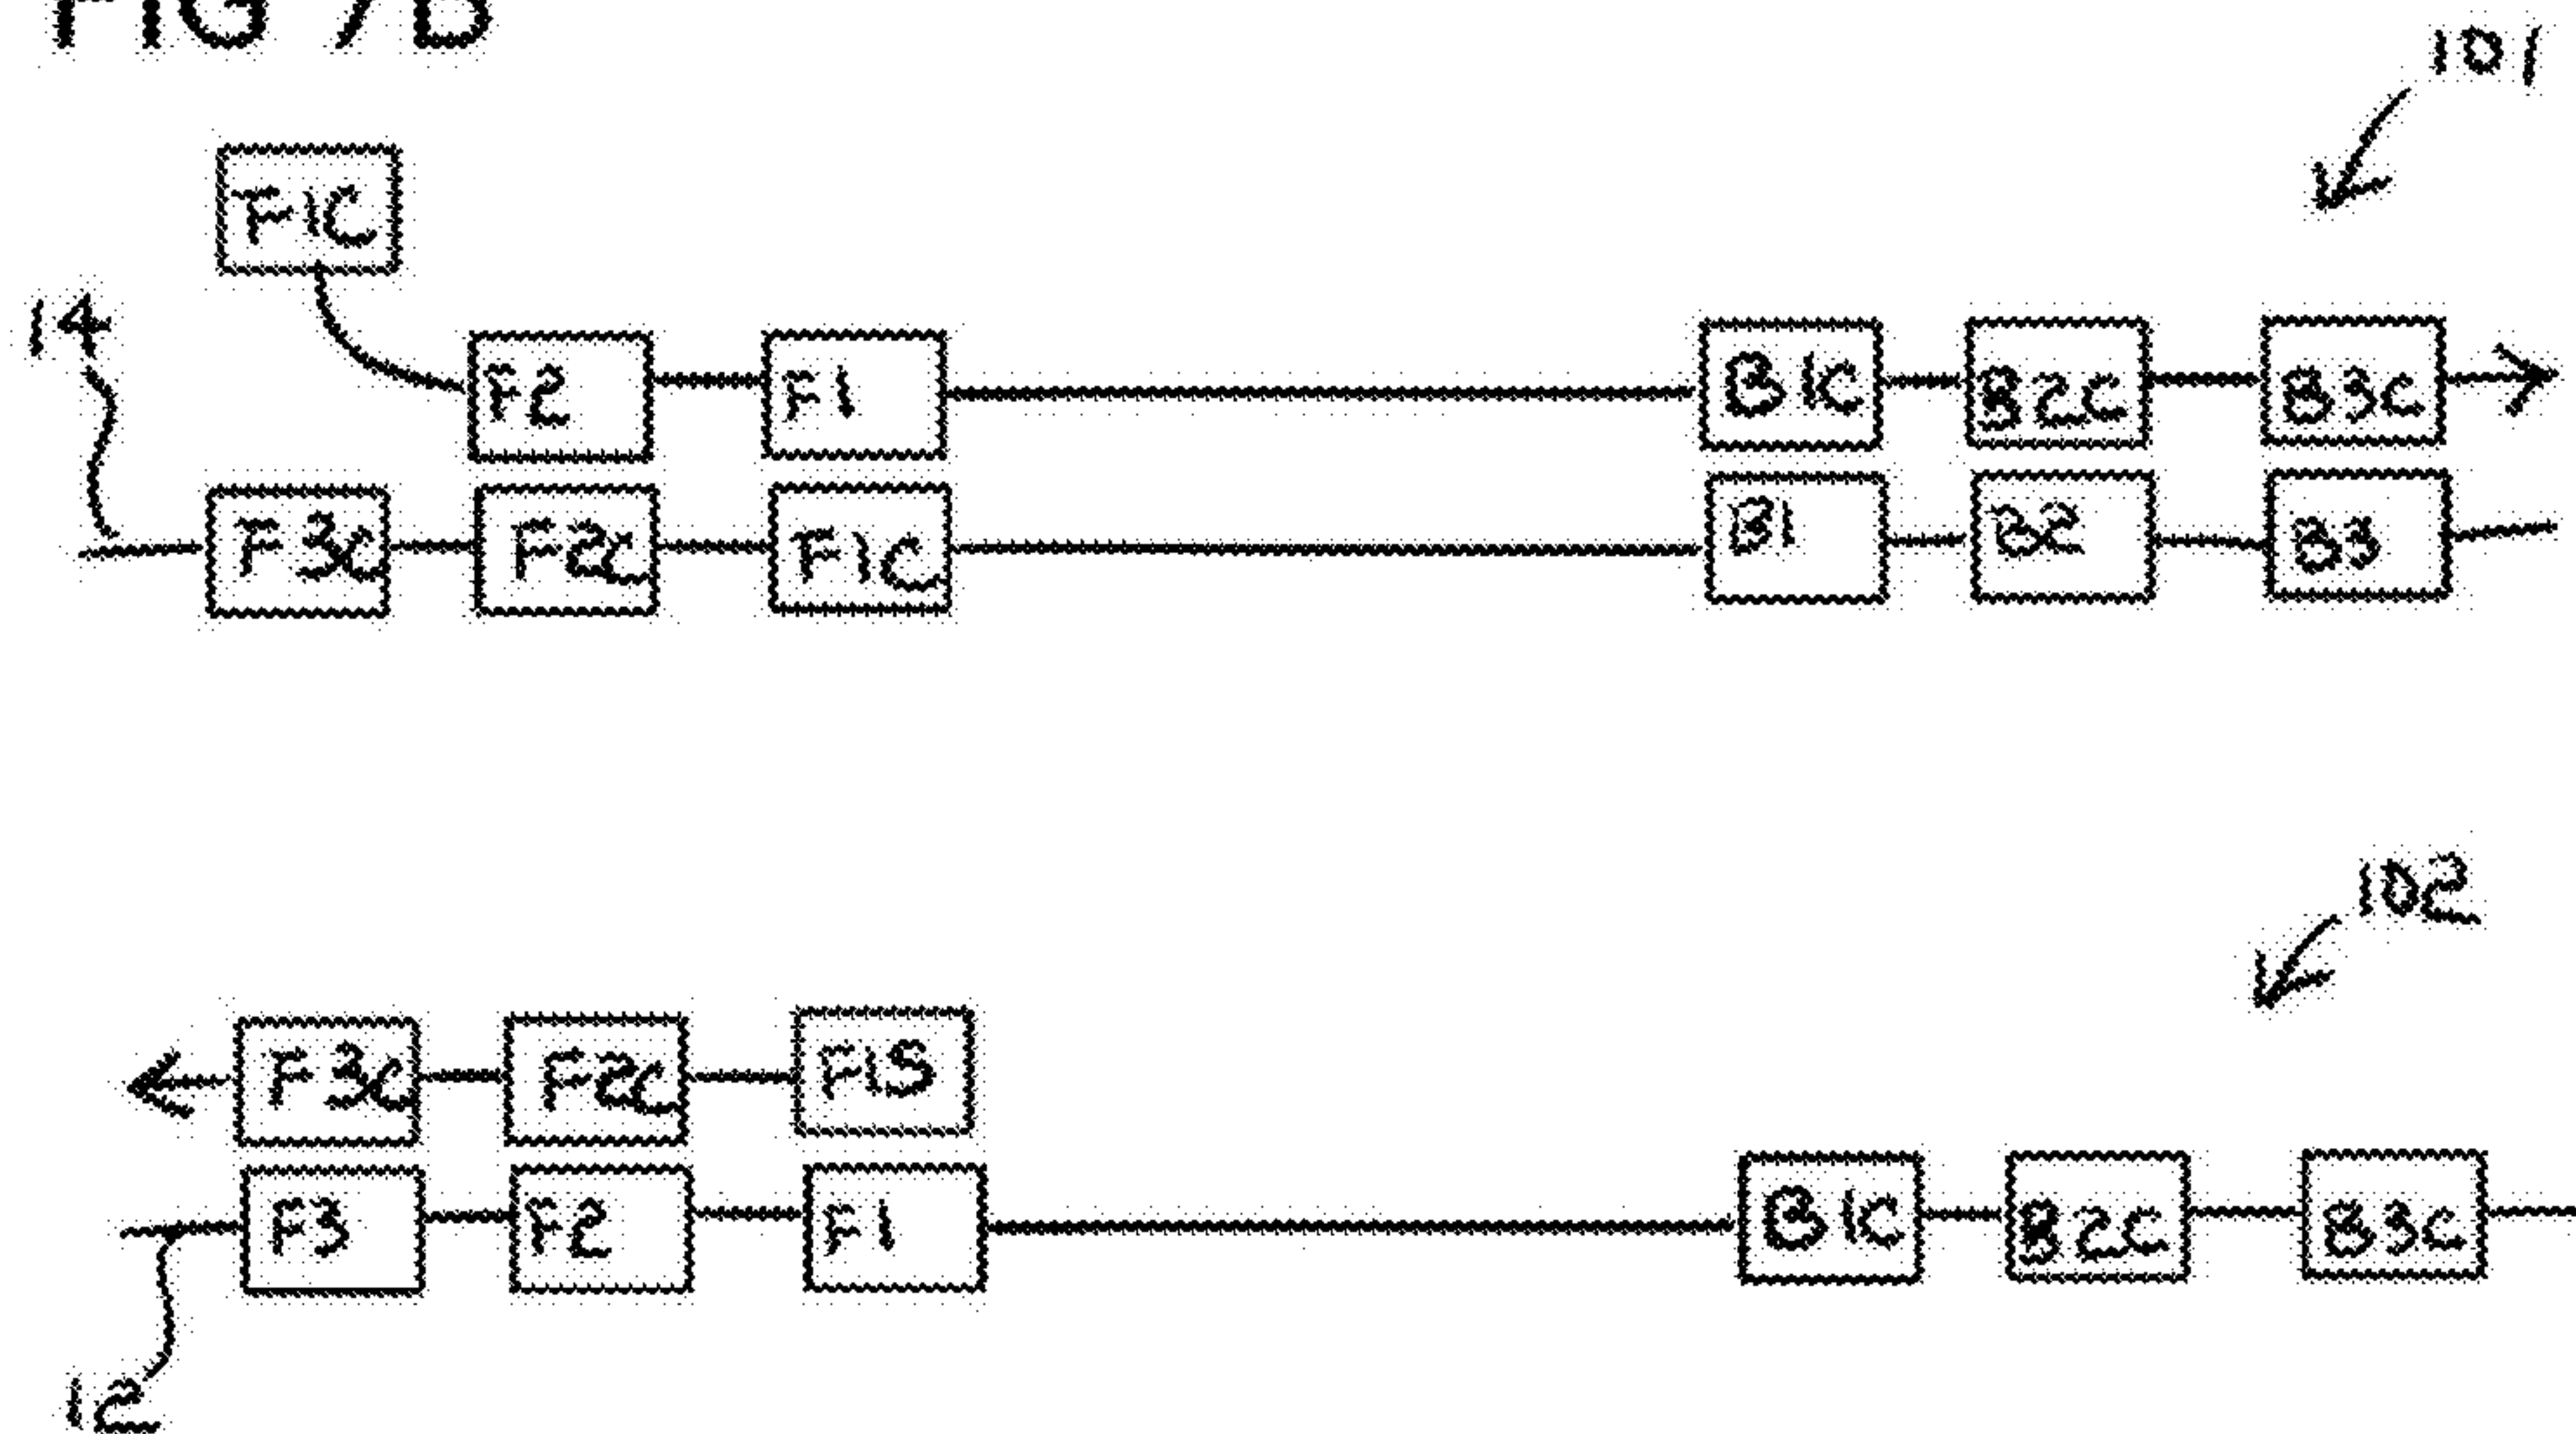 FIG 7B
101
F1C
14
F2 F1 B1C B2C B3C
F3C F2C F1C B1 B2 B3
102
F3C F2C F1S
F3 F2 F1 B1C B2C B3C
12